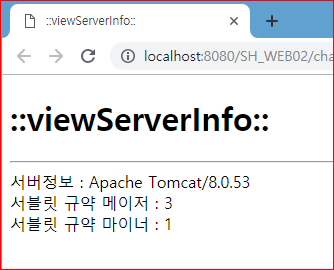 ::viewServerInfo::
localhost:8080/SH_WEB02/cha
::viewServerInfo::
서버정보 : Apache Tomcat/8.0.53
서블릿 규약 메이저 : 3
서블릿 규약 마이너 : 1